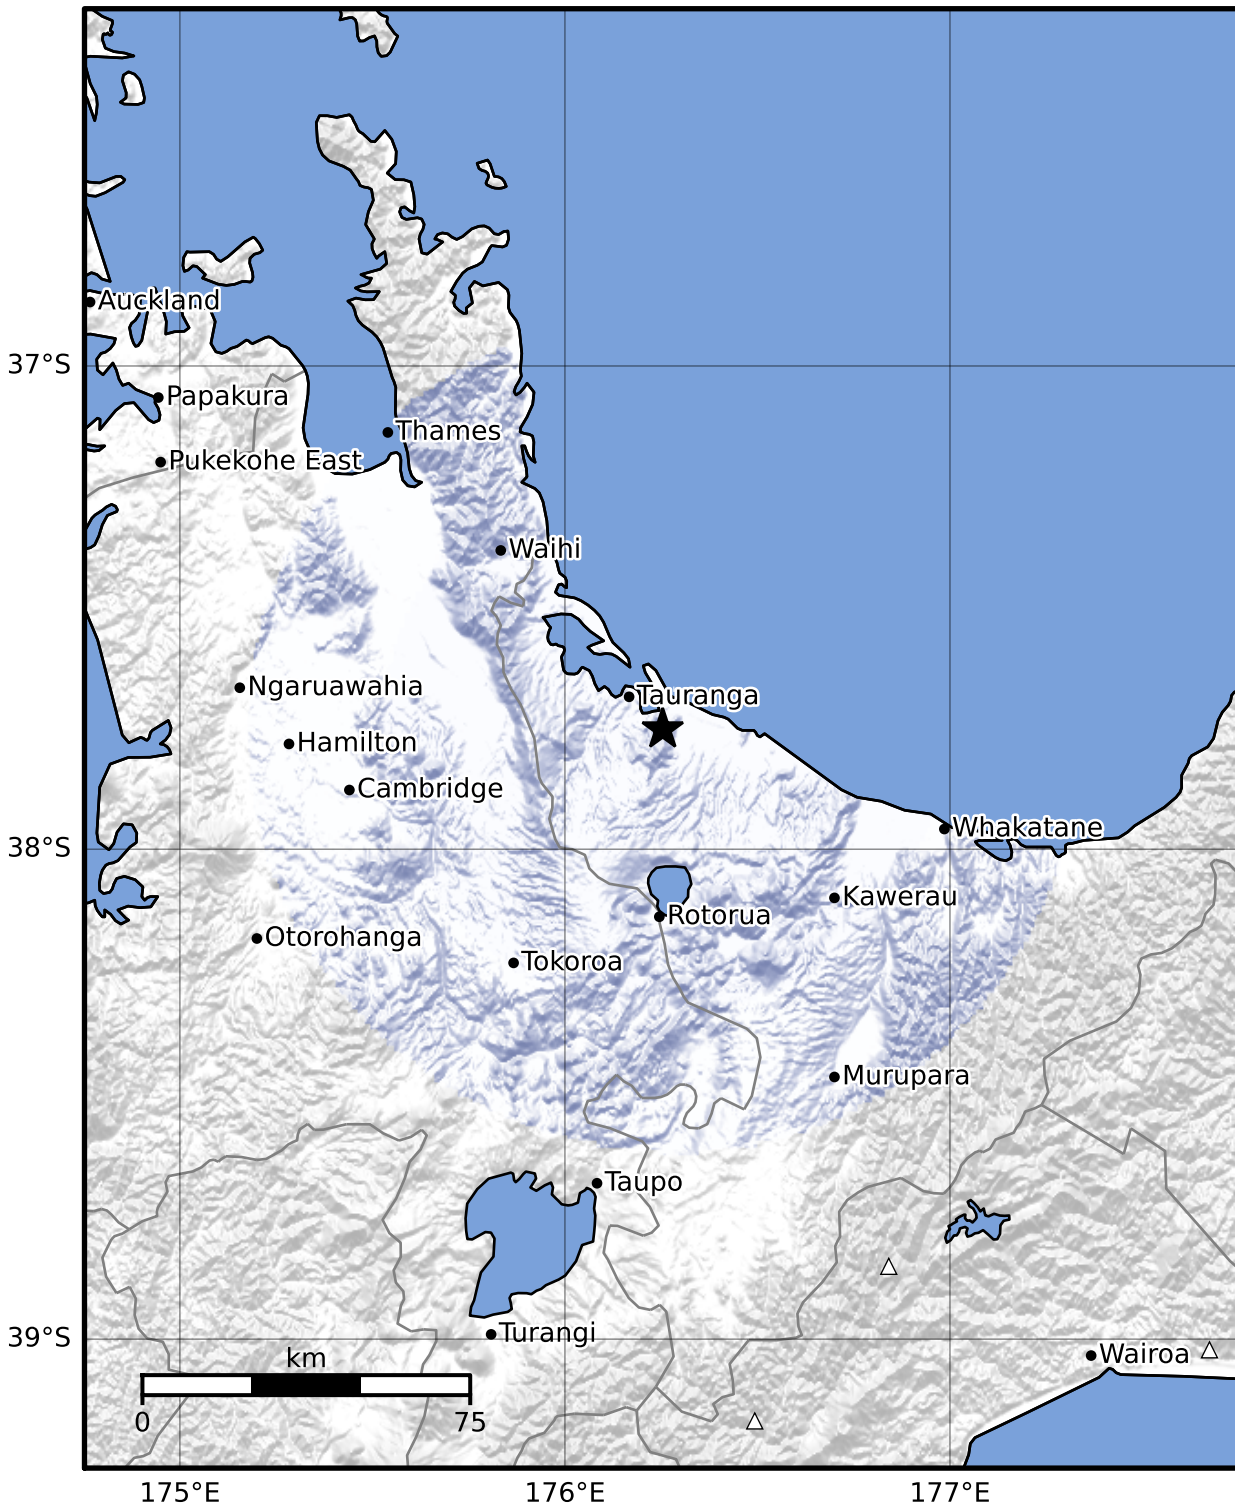 Auckland
37°S
Papakura
Thames
Pukekohe East
Waihi
Ngaruawahia
Tauranga
Hamilton
Cambridge
Whakatane
38°S
Kawerau
Rotorua
Otorohanga
Tokoroa
Murupara
Taupo
Turangi
39°S
Wairoa
km
0 75
175°E 176°E 177°E